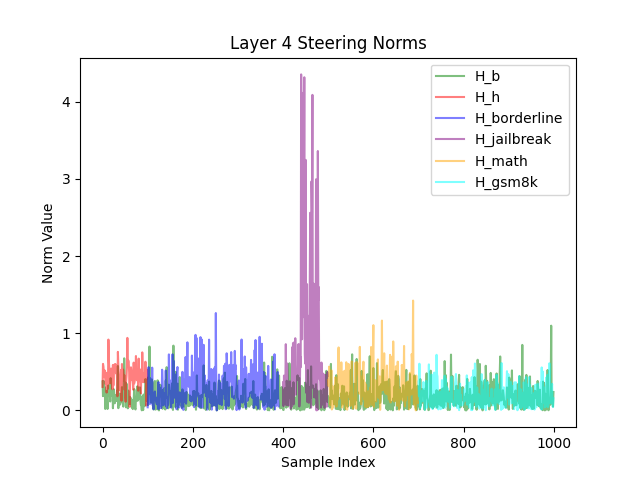 Layer 4 Steering Norms
H_b
H_h
H_borderline
H_jailbreak
H_math
H_gsm8k
Norm Value
4
3
2
1
0
0
200
400
600
800
1000
Sample Index